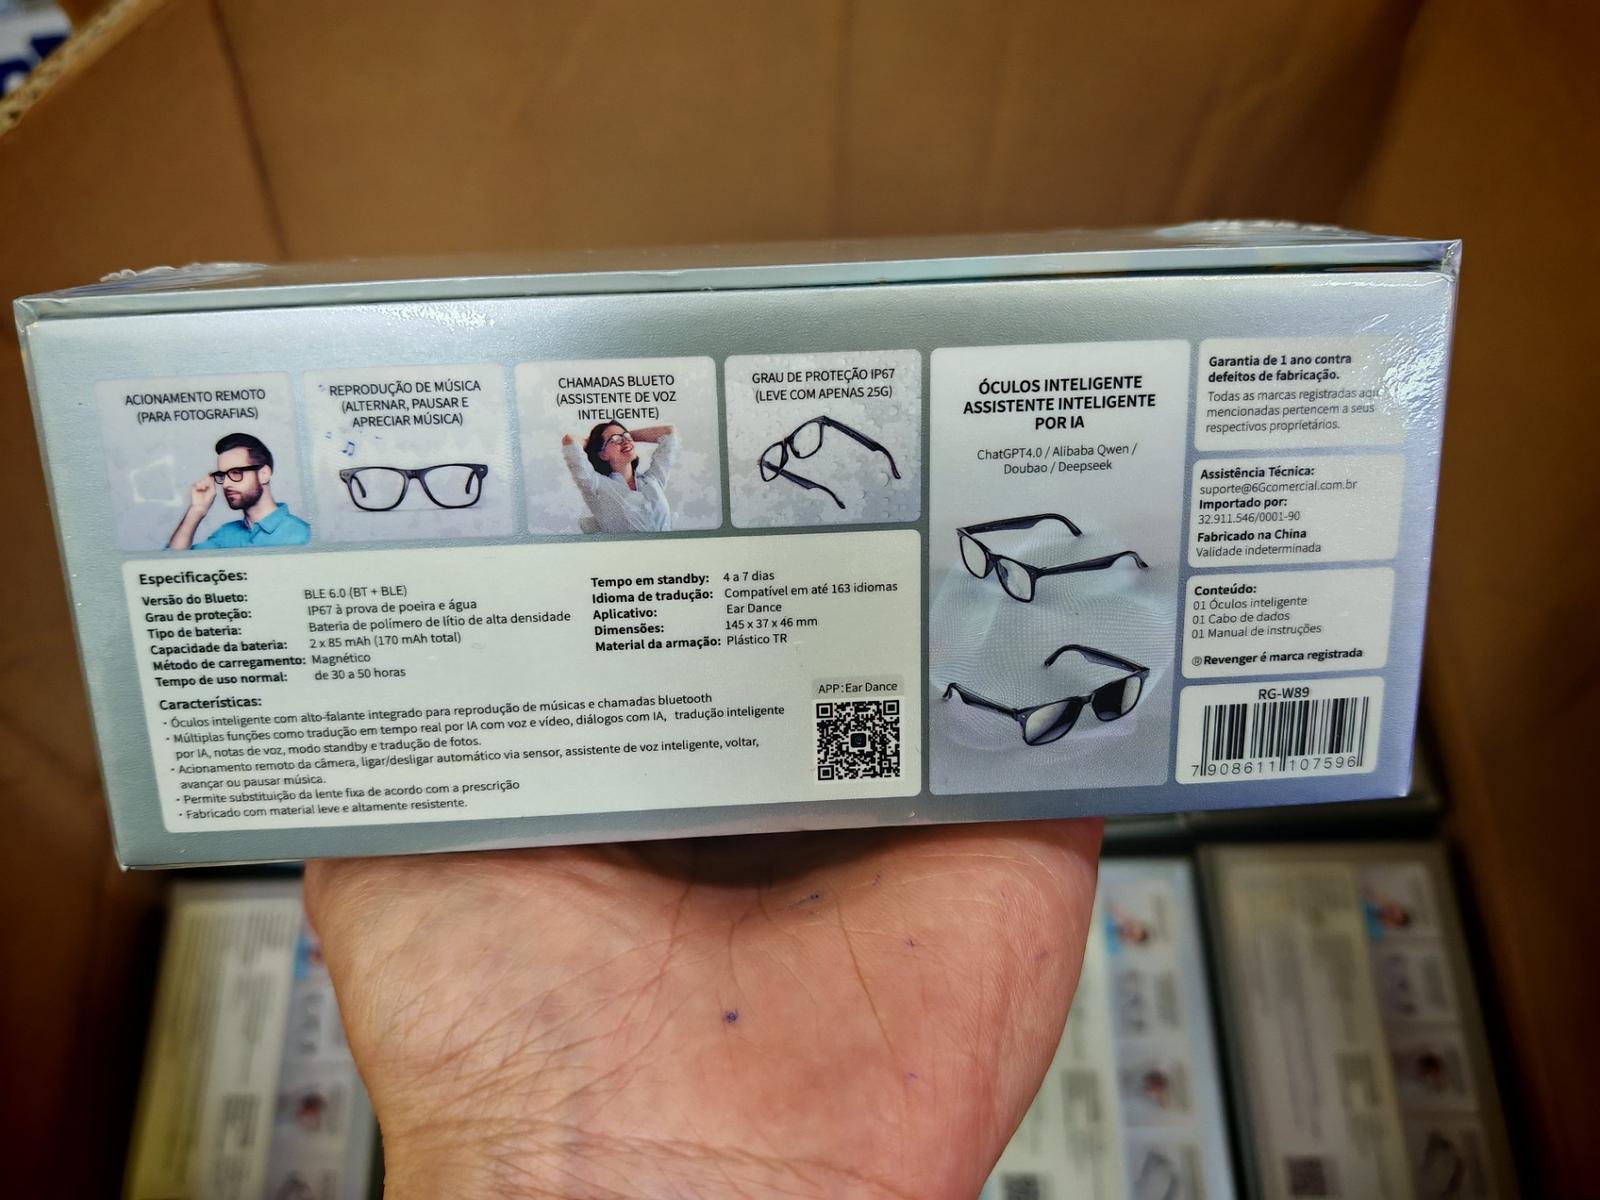 ACIONAMENTO REMOTO
(PARA FOTOGRAFIAS)
REPRODUÇÃO DE MÚSICA
(ALTERNAR, PAUSAR E
APRECIAR MÚSICA)
CHAMADAS BLUETO
(ASSISTENTE DE VOZ
INTELIGENTE)
GRAU DE PROTEÇÃO IP67
(LEVE COM APENAS 25G)
Especificações:
Versão do Blueto: BLE 6.0 (BT + BLE)
Grau de proteção: IP67 à prova de poeira e água
Tipo de bateria: Bateria de polímero de lítio de alta densidade
Capacidade da bateria: 2 x 85 mAh (170 mAh total)
Método de carregamento: Magnético
Tempo de uso normal: de 30 a 50 horas
Tempo em standby: 4 a 7 dias
Idioma de tradução: Compatível em até 163 idiomas
Aplicativo: Ear Dance
Dimensões: 145 x 37 x 46 mm
Material da armação: Plástico TR
Características:
· Óculos inteligente com alto-falante integrado para reprodução de músicas e chamadas bluetooth
· Múltiplas funções como tradução em tempo real por IA com voz e vídeo, diálogos com IA, tradução inteligente
por IA, notas de voz, modo standby e tradução de fotos.
· Acionamento remoto da câmera, ligar/desligar automático via sensor, assistente de voz inteligente, voltar,
avançar ou pausar música.
· Permite substituição da lente fixa de acordo com a prescrição
· Fabricado com material leve e altamente resistente.
APP:Ear Dance
ÓCULOS INTELIGENTE
ASSISTENTE INTELIGENTE
POR IA
ChatGPT4.0 / Alibaba Qwen /
Doubao / Deepseek
Garantia de 1 ano contra
defeitos de fabricação.
Todas as marcas registradas aqui
mencionadas pertencem a seus
respectivos proprietários.
Assistência Técnica:
suporte@6Gcomercial.com.br
Importado por:
32.911.546/0001-90
Fabricado na China
Validade indeterminada
Conteúdo:
01 Óculos inteligente
01 Cabo de dados
01 Manual de instruções
® Revenger é marca registrada
RG-W89
7 908611 107596